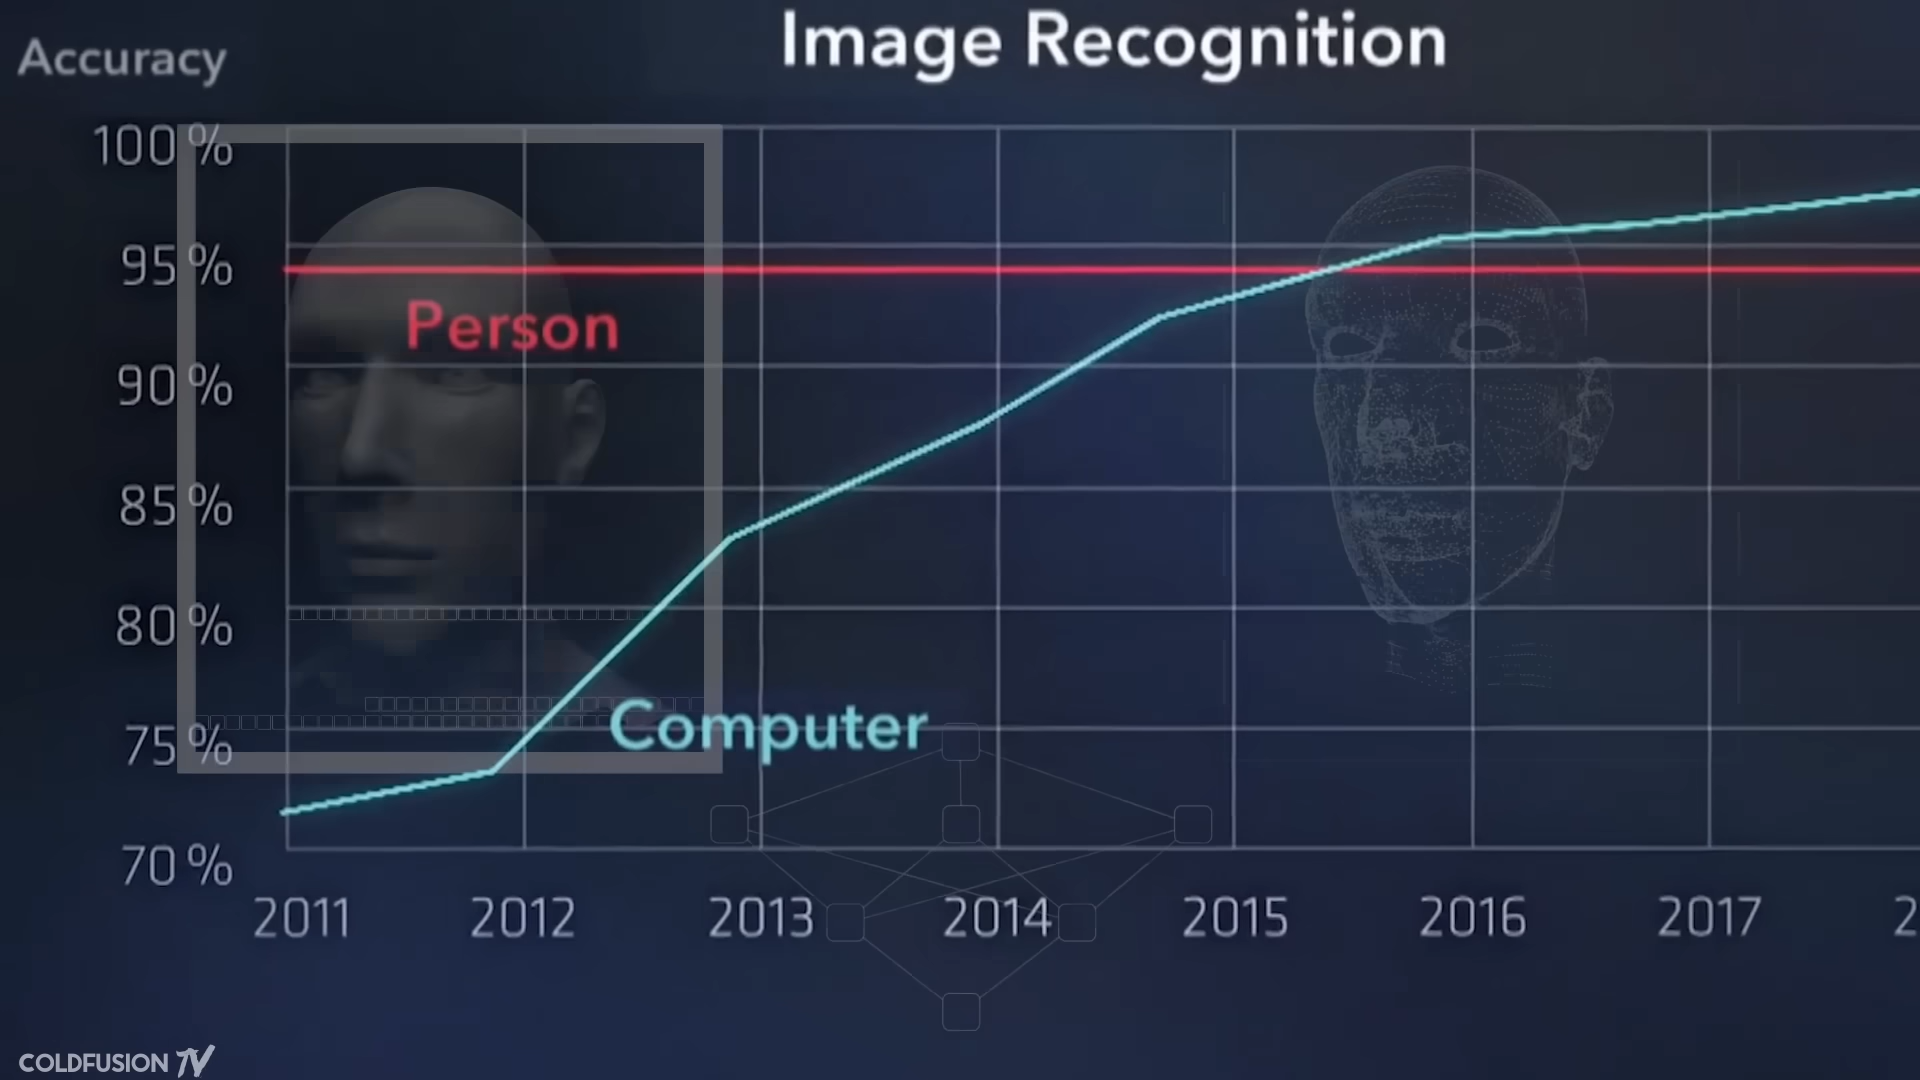 Image Recognition
Accuracy
100%
95%
Person
90%
85%
80%
Computer
75%
70%
2011 2012 2013 2014 2015 2016 2017 2
COLDFUSION TV